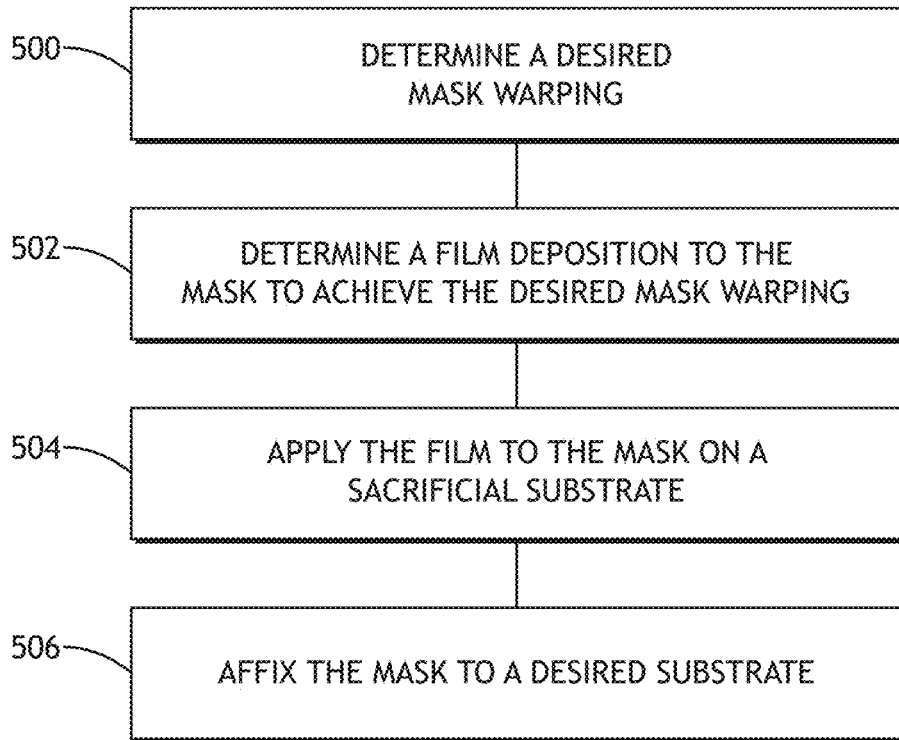 500
DETERMINE A DESIRED
MASK WARPING
502
DETERMINE A FILM DEPOSITION TO THE
MASK TO ACHIEVE THE DESIRED MASK WARPING
504
APPLY THE FILM TO THE MASK ON A
SACRIFICIAL SUBSTRATE
506
AFFIX THE MASK TO A DESIRED SUBSTRATE